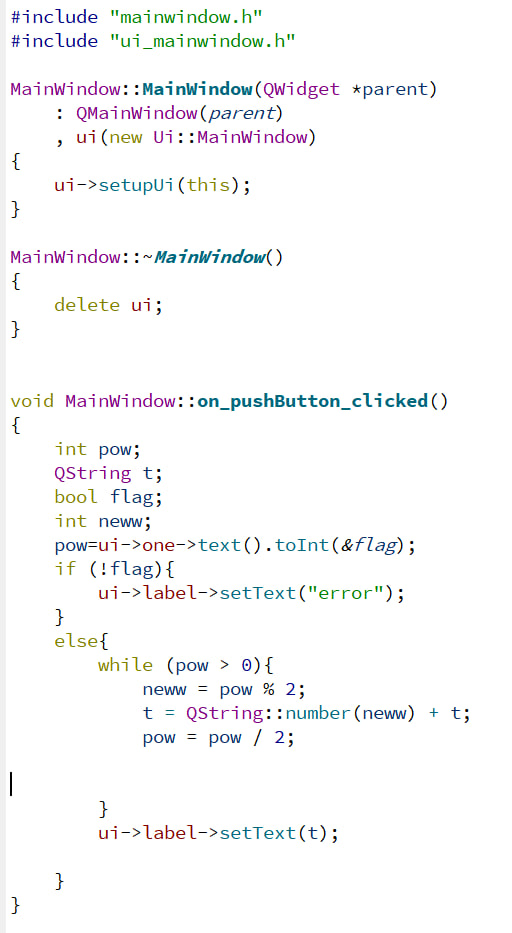 #include "mainwindow.h"
#include "ui_mainwindow.h"
MainWindow::MainWindow(QWidget *parent)
: QMainWindow(parent)
, ui(new Ui::MainWindow)
{
ui->setupUi(this);
}
MainWindow::~MainWindow()
{
delete ui;
}
void MainWindow::on_pushButton_clicked()
{
int pow;
QString t;
bool flag;
int neww;
pow=ui->one->text().toInt(&flag);
if (!flag){
ui->label->setText("error");
}
else{
while (pow > 0){
neww = pow % 2;
t = QString::number(neww) + t;
pow = pow / 2;
}
ui->label->setText(t);
}
}